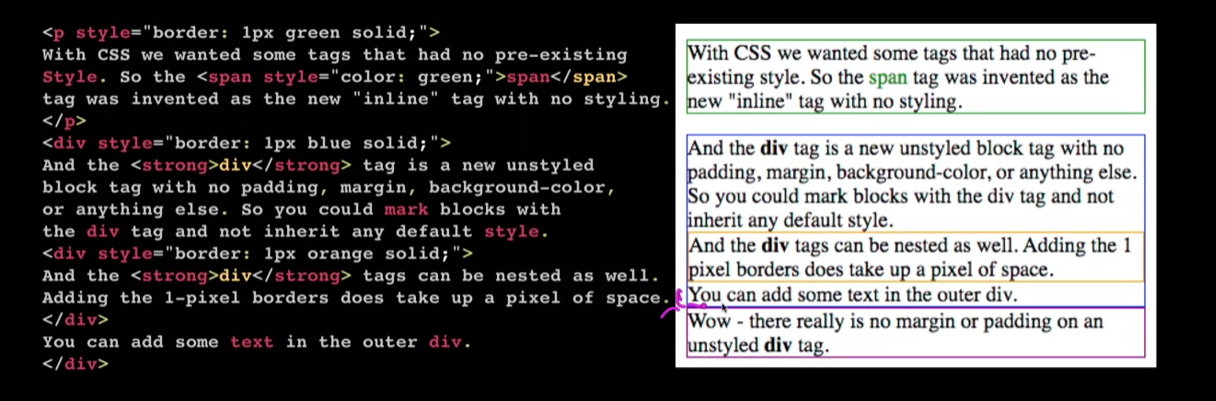 <p style="border: 1px green solid;">
With CSS we wanted some tags that had no pre-existing
Style. So the <span style="color: green;">span</span>
tag was invented as the new "inline" tag with no styling.
</p>
<div style="border: 1px blue solid;">
And the <strong>div</strong> tag is a new unstyled
block tag with no padding, margin, background-color,
or anything else. So you could mark blocks with
the div tag and not inherit any default style.
<div style="border: 1px orange solid;">
And the <strong>div</strong> tags can be nested as well.
Adding the 1-pixel borders does take up a pixel of space.
</div>
You can add some text in the outer div.
</div>
With CSS we wanted some tags that had no pre-
existing style. So the span tag was invented as the
new "inline" tag with no styling.
And the div tag is a new unstyled block tag with no
padding, margin, background-color, or anything else.
So you could mark blocks with the div tag and not
inherit any default style.
And the div tags can be nested as well. Adding the 1
pixel borders does take up a pixel of space.
You can add some text in the outer div.
Wow - there really is no margin or padding on an
unstyled div tag.